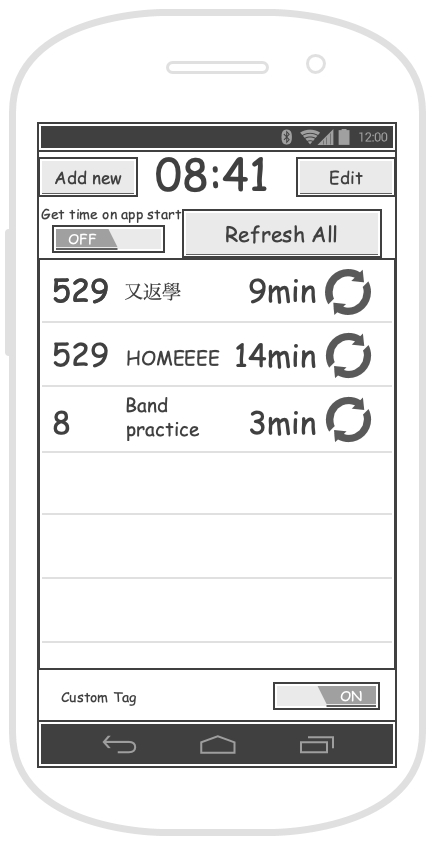 12:00
Add new
08:41
Edit
Get time on app start
OFF
Refresh All
529 又返學 9min
529 HOMEEEE 14min
8 Band practice 3min
Custom Tag
ON